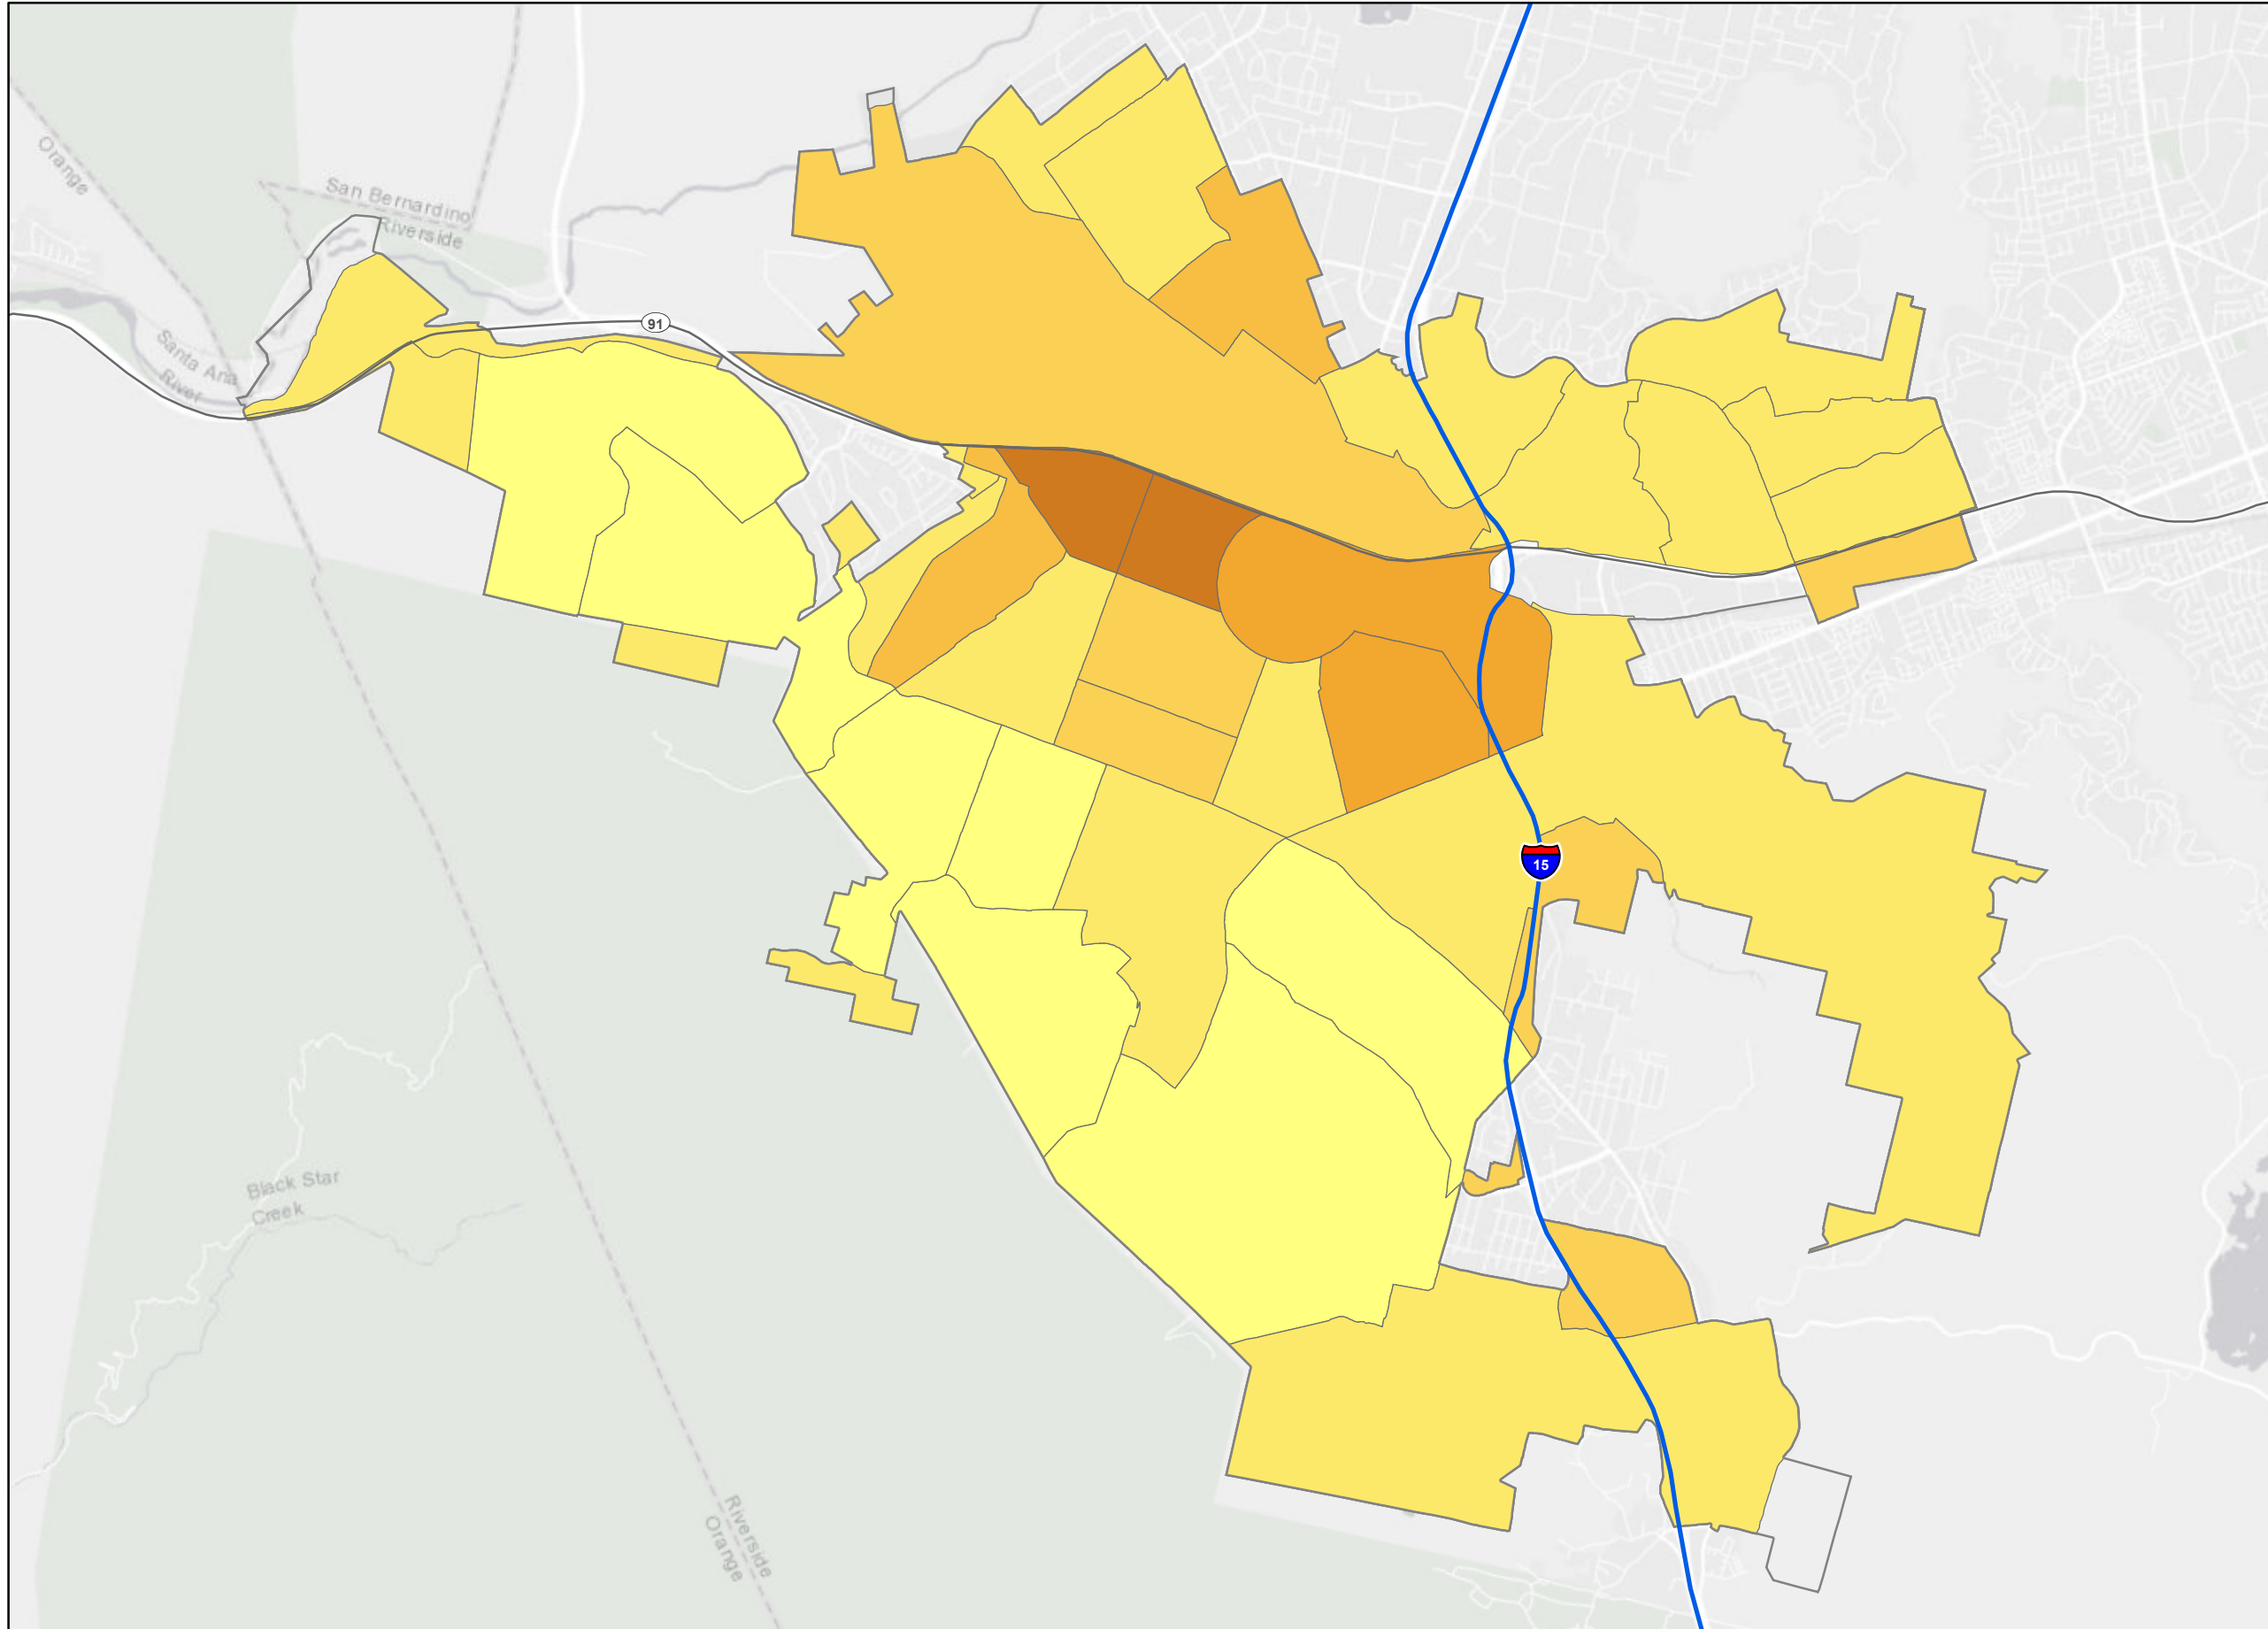 Orange
San Bernardino
Riverside
91
Santa Ana
River
15
Black Star
Creek
Riverside
Orange